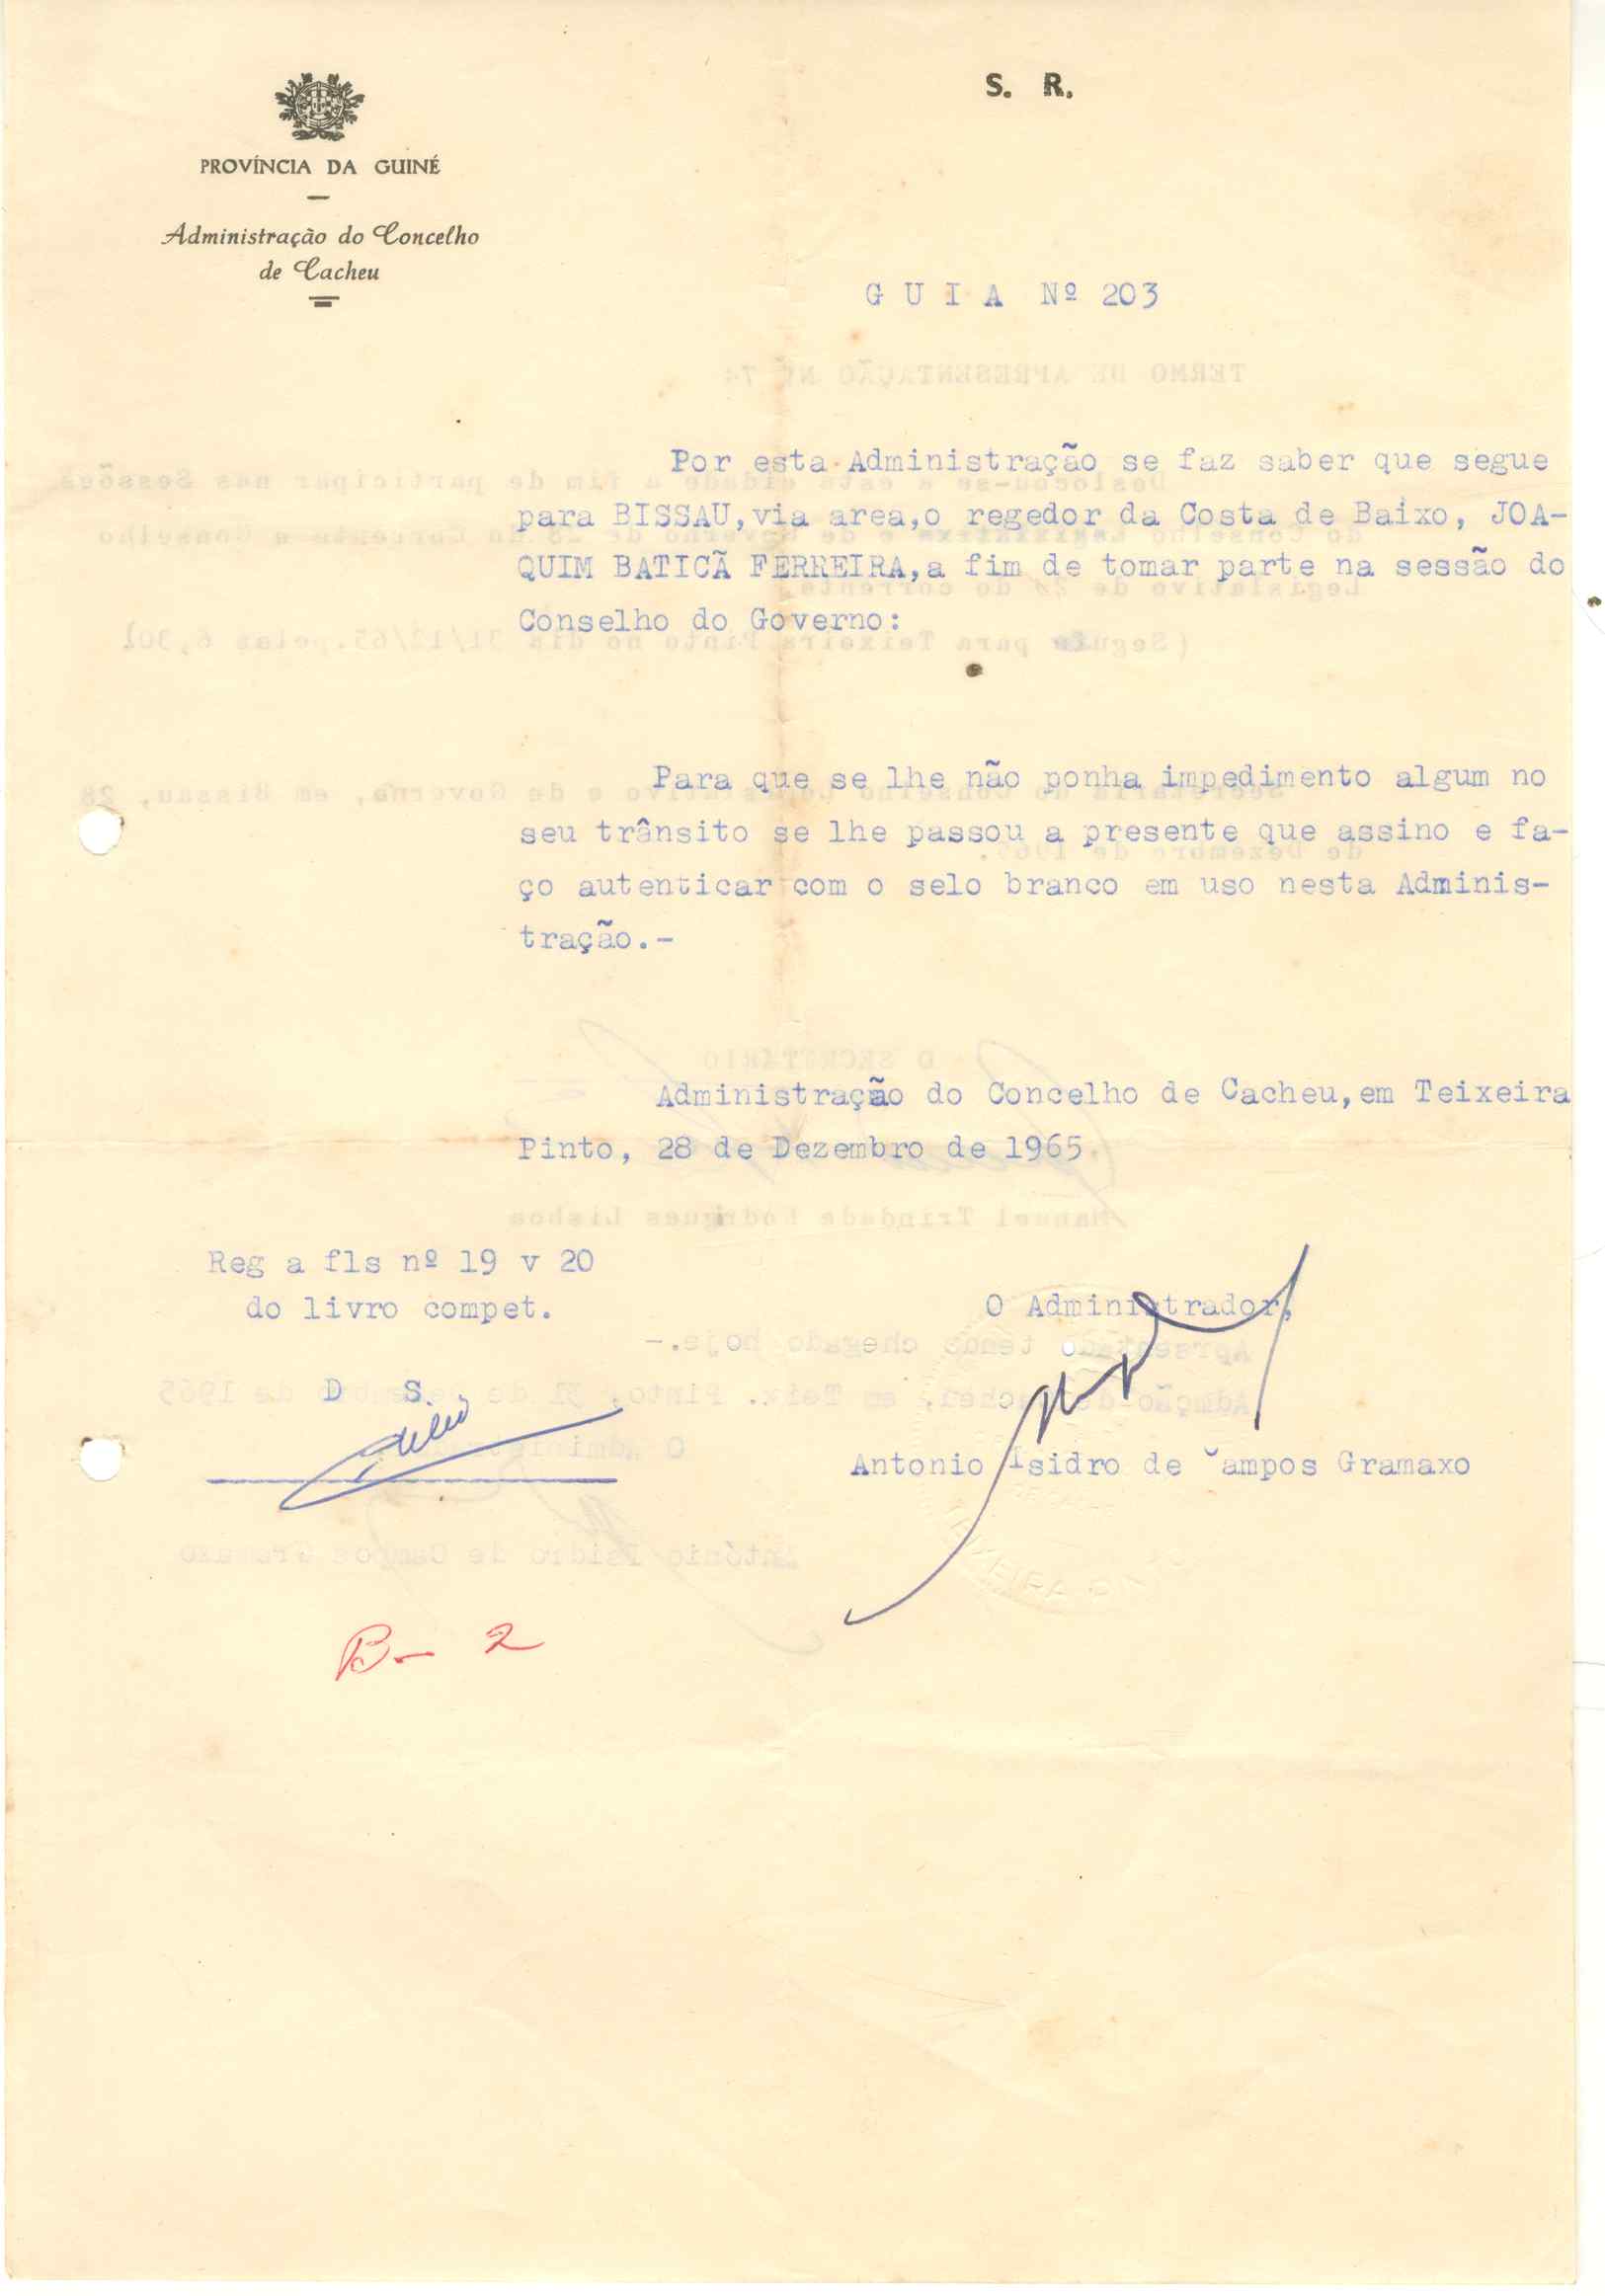 S. R.
PROVÍNCIA DA GUINÉ
Administração do Concelho
de Cacheu
G U I A Nº 203
Por esta Administração se faz saber que segue
para BISSAU, via area, o regedor da Costa de Baixo, JOA-
QUIM BATICÃ FERREIRA, a fim de tomar parte na sessão do
Conselho do Governo:
Para que se lhe não ponha impedimento algum no
seu trânsito se lhe passou a presente que assino e fa-
ço autenticar com o selo branco em uso nesta Adminis-
tração.-
Administração do Concelho de Cacheu, em Teixeira
Pinto, 28 de Dezembro de 1965.
Reg a fls nº 19 v 20
do livro compet.
O Administrador,
D S.
Antonio Isidro de Campos Gramaxo
B- 2